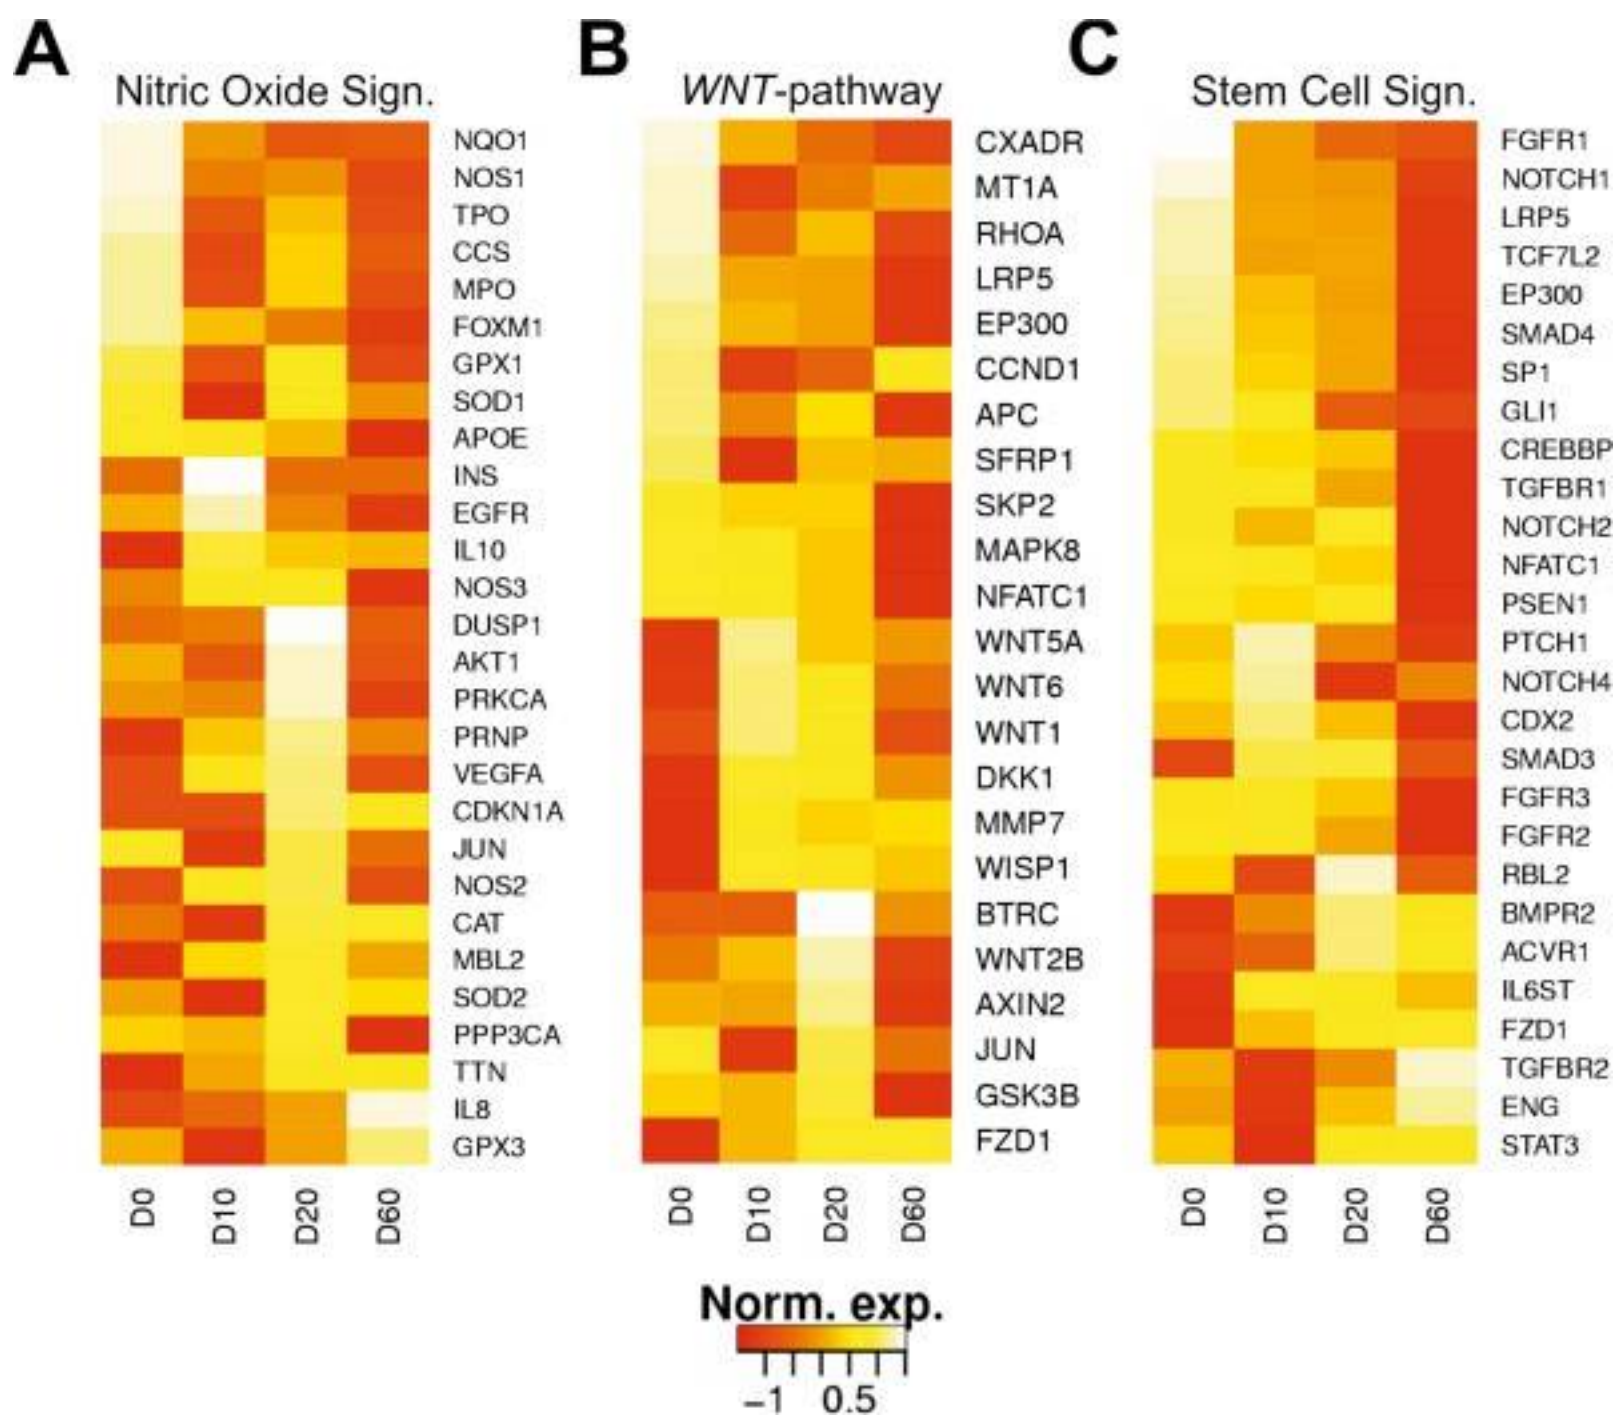 A
Nitric Oxide Sign.
NQO1
NOS1
TPO
CCS
MPO
FOXM1
GPX1
SOD1
APOE
INS
EGFR
IL10
NOS3
DUSP1
AKT1
PRKCA
PRNP
VEGFA
CDKN1A
JUN
NOS2
CAT
MBL2
SOD2
PPP3CA
TTN
IL8
GPX3
D0 D10 D20 D60
B
WNT-pathway
CXADR
MT1A
RHOA
LRP5
EP300
CCND1
APC
SFRP1
SKP2
MAPK8
NFATC1
WNT5A
WNT6
WNT1
DKK1
MMP7
WISP1
BTRC
WNT2B
AXIN2
JUN
GSK3B
FZD1
D0 D10 D20 D60
C
Stem Cell Sign.
FGFR1
NOTCH1
LRP5
TCF7L2
EP300
SMAD4
SP1
GLI1
CREBBP
TGFBR1
NOTCH2
NFATC1
PSEN1
PTCH1
NOTCH4
CDX2
SMAD3
FGFR3
FGFR2
RBL2
BMPR2
ACVR1
IL6ST
FZD1
TGFBR2
ENG
STAT3
D0 D10 D20 D60
Norm. exp.
−1 0.5